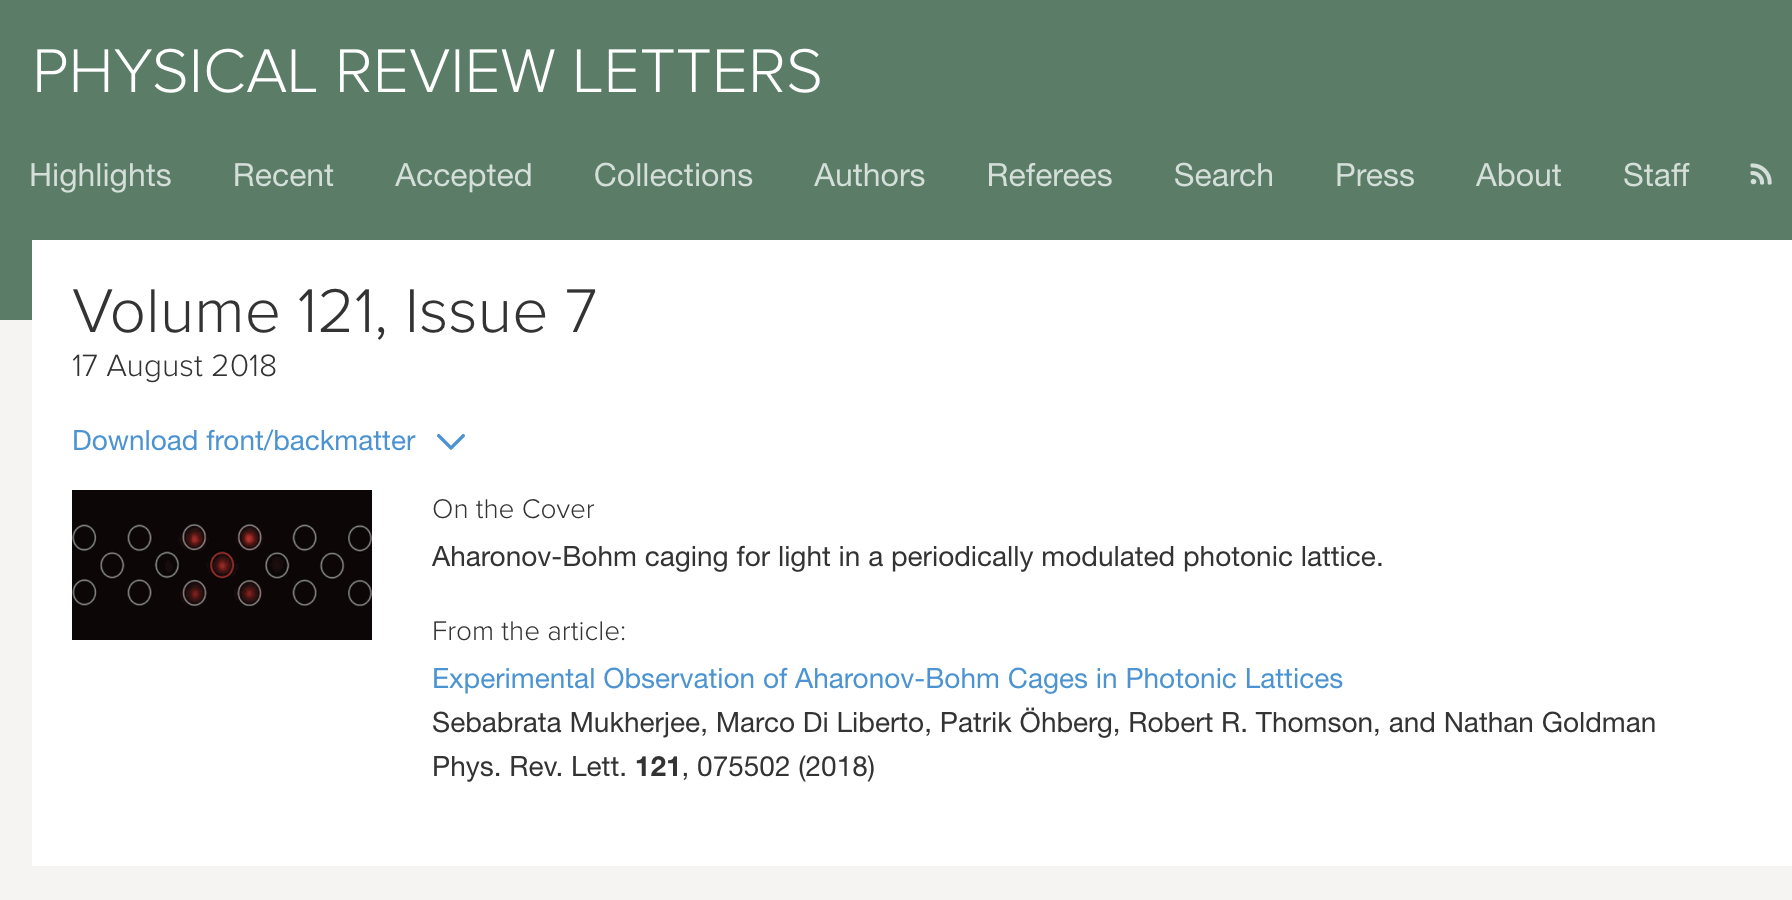 PHYSICAL REVIEW LETTERS
Highlights Recent Accepted Collections Authors Referees Search Press About Staff
Volume 121, Issue 7
17 August 2018
Download front/backmatter
On the Cover
Aharonov-Bohm caging for light in a periodically modulated photonic lattice.
From the article:
Experimental Observation of Aharonov-Bohm Cages in Photonic Lattices
Sebabrata Mukherjee, Marco Di Liberto, Patrik Öhberg, Robert R. Thomson, and Nathan Goldman
Phys. Rev. Lett. 121, 075502 (2018)